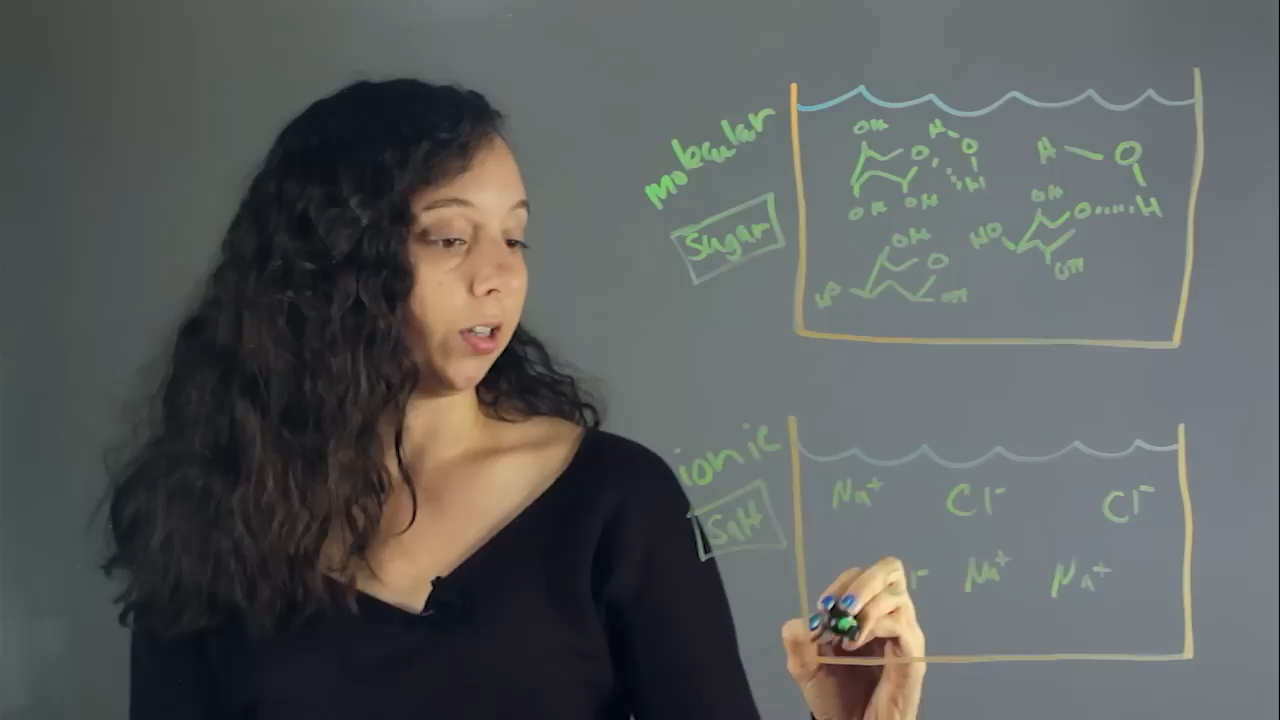 molecular
Sugar
OH
O
H
O
H
OH
OH
H
O
H
OH
O
HO
OH
OH
O
HO
OH
ionic
Salt
Na⁺
Cl⁻
Cl⁻
Na⁺
Na⁺